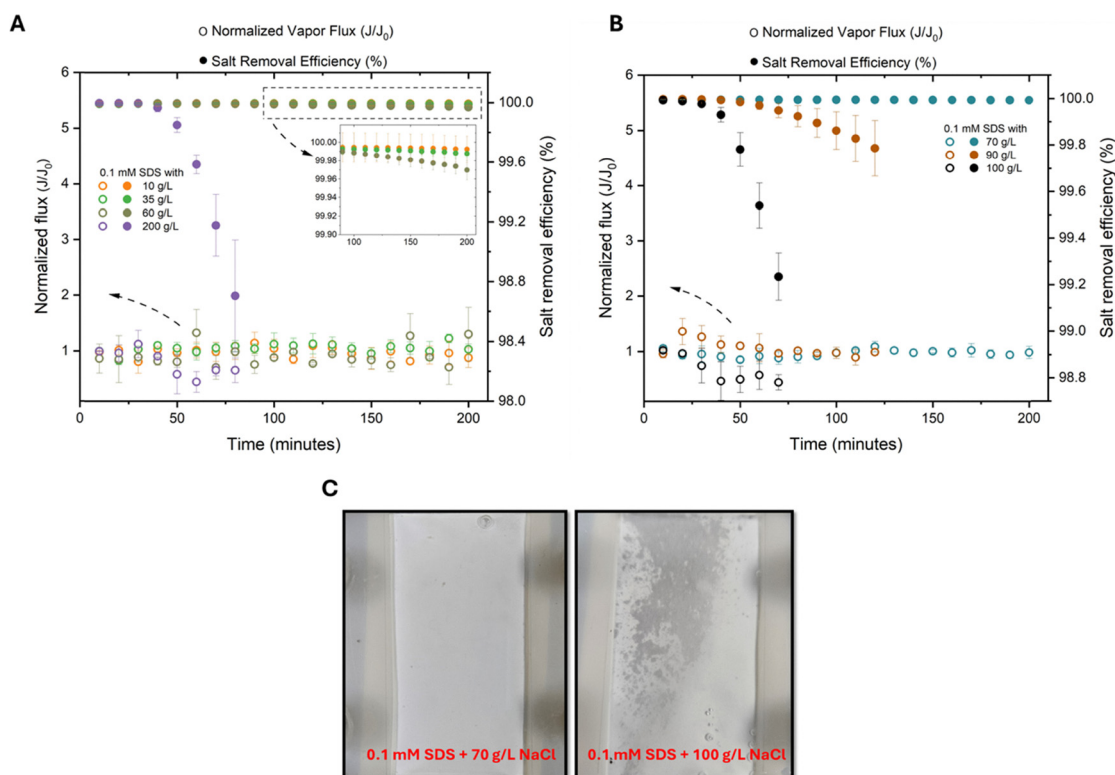 A
○ Normalized Vapor Flux (J/J0)
● Salt Removal Efficiency (%)
6
5
4
3
2
1
Normalized flux (J/J0)
100.0
99.6
99.2
98.8
98.4
98.0
Salt removal efficiency (%)
0.1 mM SDS with
10 g/L
35 g/L
60 g/L
200 g/L
100.00
99.98
99.96
99.94
99.92
99.90
100
150
200
0
50
100
150
200
Time (minutes)
B
○ Normalized Vapor Flux (J/J0)
● Salt Removal Efficiency (%)
6
5
4
3
2
1
Normalized flux (J/J0)
100.0
99.8
99.6
99.4
99.2
99.0
98.8
Salt removal efficiency (%)
0.1 mM SDS with
70 g/L
90 g/L
100 g/L
0
50
100
150
200
Time (minutes)
C
0.1 mM SDS + 70 g/L NaCl
0.1 mM SDS + 100 g/L NaCl